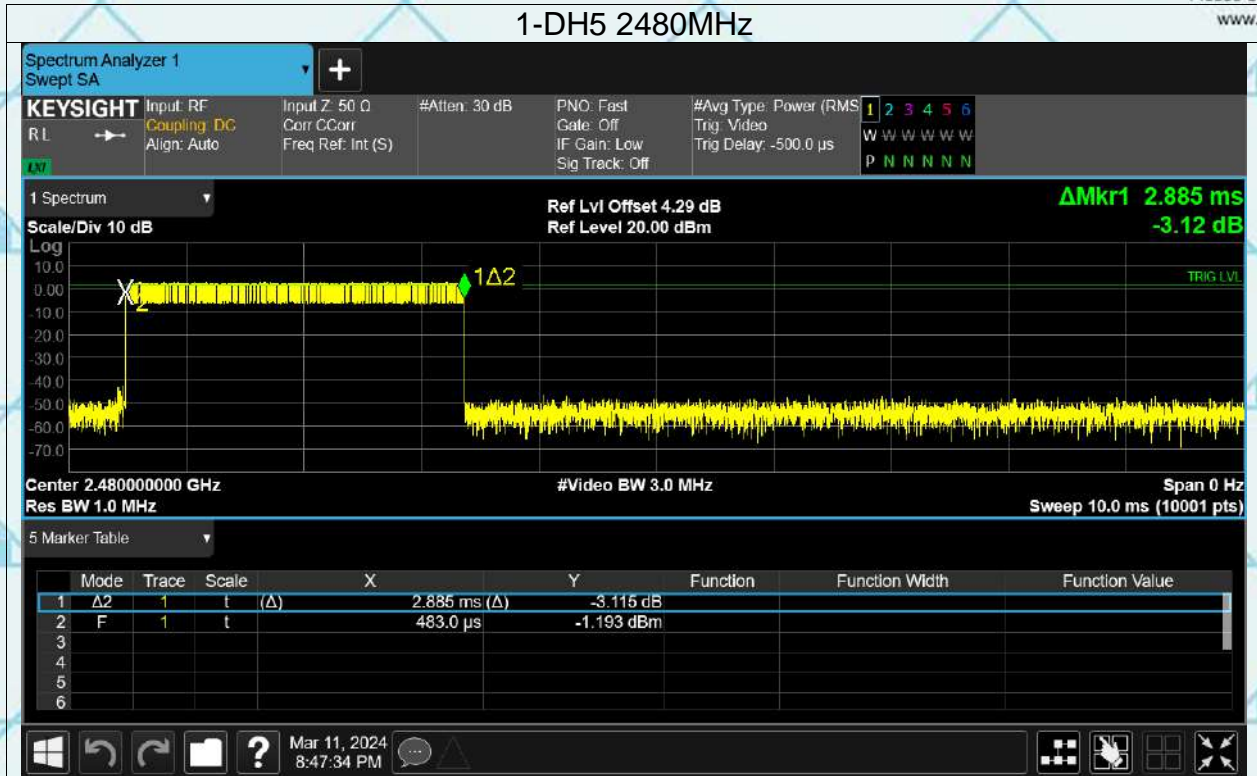 1-DH5 2480MHz
www.
Spectrum Analyzer 1
Swept SA
+
KEYSIGHT Input: RF Input Z: 50 Ω #Atten: 30 dB PNO: Fast #Avg Type: Power (RMS 1 2 3 4 5 6
RL Coupling: DC Corr CCorr Gate: Off Trig: Video W W W W W W
Align: Auto Freq Ref: Int (S) IF Gain: Low Trig Delay: -500.0 µs
LXI Sig Track: Off P N N N N N
1 Spectrum Ref Lvl Offset 4.29 dB ΔMkr1 2.885 ms
Scale/Div 10 dB Ref Level 20.00 dBm -3.12 dB
Log
10.0 1Δ2 TRIG LVL
0.00 X 2
-10.0
-20.0
-30.0
-40.0
-50.0
-60.0
-70.0
Center 2.480000000 GHz #Video BW 3.0 MHz Span 0 Hz
Res BW 1.0 MHz Sweep 10.0 ms (10001 pts)
5 Marker Table
Mode Trace Scale X Y Function Function Width Function Value
1 Δ2 1 t (Δ) 2.885 ms (Δ) -3.115 dB
2 F 1 t 483.0 µs -1.193 dBm
3
4
5
6
? Mar 11, 2024
8:47:34 PM